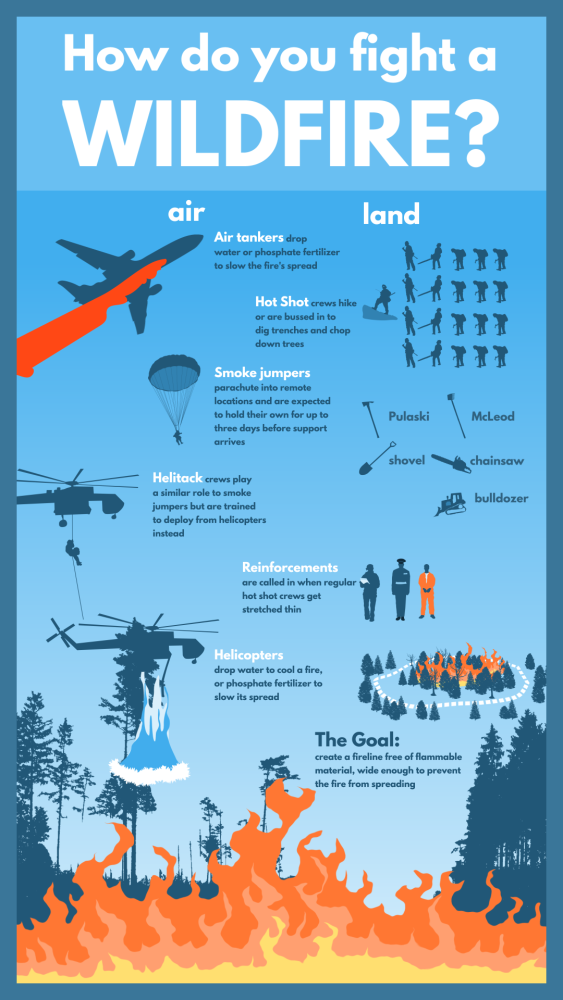 How do you fight a
WILDFIRE?
air
land
Air tankers drop
water or phosphate fertilizer
to slow the fire's spread
Hot Shot crews hike
or are bussed in to
dig trenches and chop
down trees
Smoke jumpers
parachute into remote
locations and are expected
to hold their own for up to
three days before support
arrives
Pulaski
McLeod
shovel
chainsaw
bulldozer
Helitack crews play
a similar role to smoke
jumpers but are trained
to deploy from helicopters
instead
Reinforcements
are called in when regular
hot shot crews get
stretched thin
Helicopters
drop water to cool a fire,
or phosphate fertilizer to
slow its spread
The Goal:
create a fireline free of flammable
material, wide enough to prevent
the fire from spreading